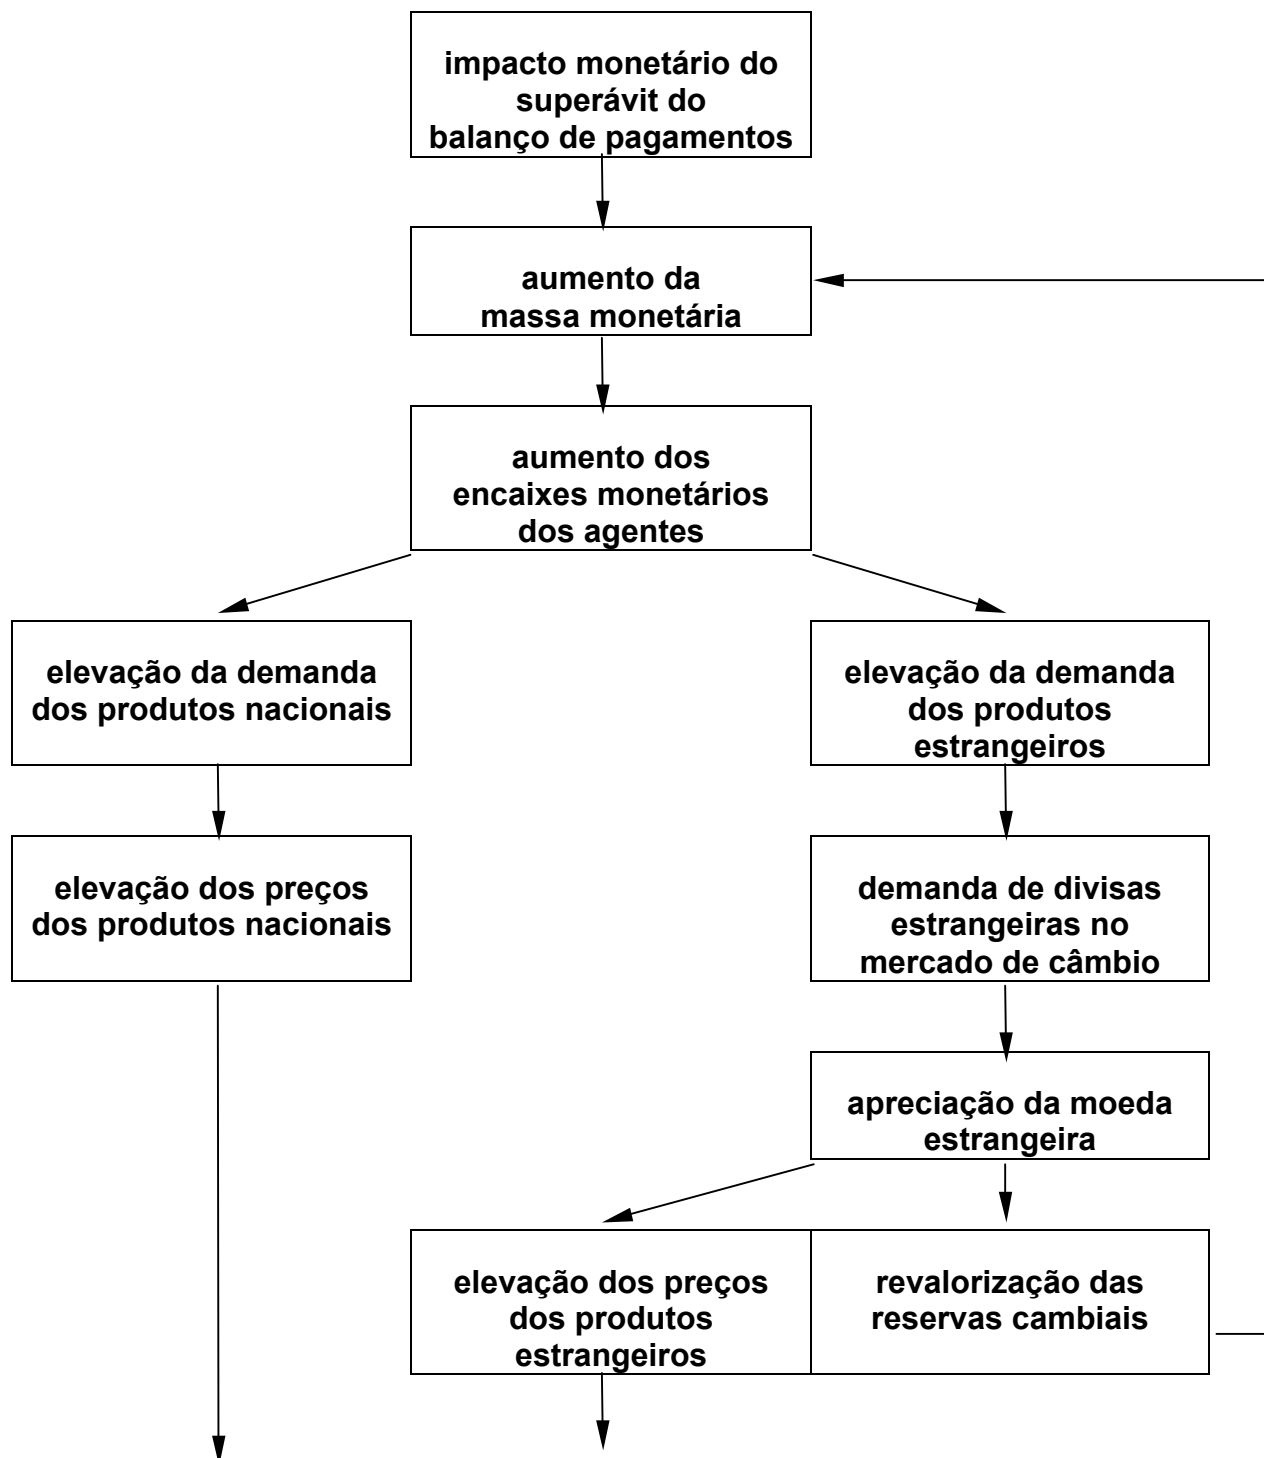 impacto monetário do
superávit do
balanço de pagamentos
aumento da
massa monetária
aumento dos
encaixes monetários
dos agentes
elevação da demanda
dos produtos nacionais
elevação da demanda
dos produtos
estrangeiros
elevação dos preços
dos produtos nacionais
demanda de divisas
estrangeiras no
mercado de câmbio
apreciação da moeda
estrangeira
elevação dos preços
dos produtos
estrangeiros
revalorização das
reservas cambiais